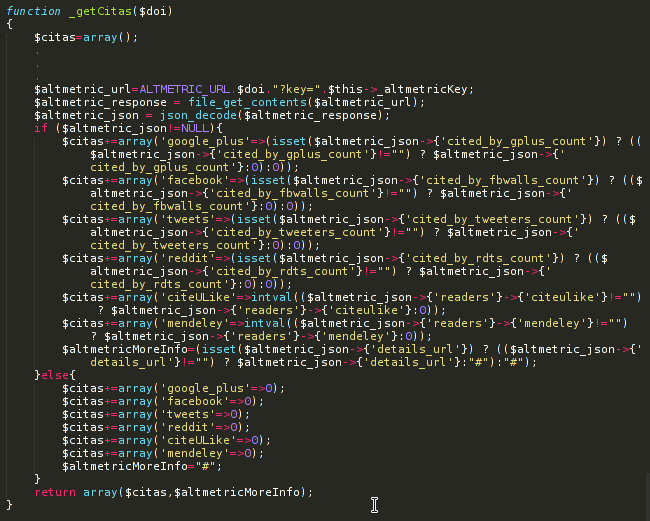 function _getCitas($doi)
{
$citas=array();
.
.
.
$altmetric_url=ALTMETRIC_URL.$doi."?key=".$this->_altmetricKey;
$altmetric_response = file_get_contents($altmetric_url);
$altmetric_json = json_decode($altmetric_response);
if ($altmetric_json!=NULL){
$citas+=array('google_plus'=>(isset($altmetric_json->{'cited_by_gplus_count'}) ? ((
$altmetric_json->{'cited_by_gplus_count'}!="") ? $altmetric_json->{'
cited_by_gplus_count'}:0):0));
$citas+=array('facebook'=>(isset($altmetric_json->{'cited_by_fbwalls_count'}) ? (($
altmetric_json->{'cited_by_fbwalls_count'}!="") ? $altmetric_json->{'
cited_by_fbwalls_count'}:0):0));
$citas+=array('tweets'=>(isset($altmetric_json->{'cited_by_tweeters_count'}) ? (($
altmetric_json->{'cited_by_tweeters_count'}!="") ? $altmetric_json->{'
cited_by_tweeters_count'}:0):0));
$citas+=array('reddit'=>(isset($altmetric_json->{'cited_by_rdts_count'}) ? (($
altmetric_json->{'cited_by_rdts_count'}!="") ? $altmetric_json->{'
cited_by_rdts_count'}:0):0));
$citas+=array('citeULike'=>intval(($altmetric_json->{'readers'}->{'citeulike'}!="")
? $altmetric_json->{'readers'}->{'citeulike'}:0));
$citas+=array('mendeley'=>intval(($altmetric_json->{'readers'}->{'mendeley'}!="")
? $altmetric_json->{'readers'}->{'mendeley'}:0));
$altmetricMoreInfo=(isset($altmetric_json->{'details_url'}) ? (($altmetric_json->{'
details_url'}!="") ? $altmetric_json->{'details_url'}:"#"):"#");
}else{
$citas+=array('google_plus'=>0);
$citas+=array('facebook'=>0);
$citas+=array('tweets'=>0);
$citas+=array('reddit'=>0);
$citas+=array('citeULike'=>0);
$citas+=array('mendeley'=>0);
$altmetricMoreInfo="#";
}
return array($citas,$altmetricMoreInfo);
}